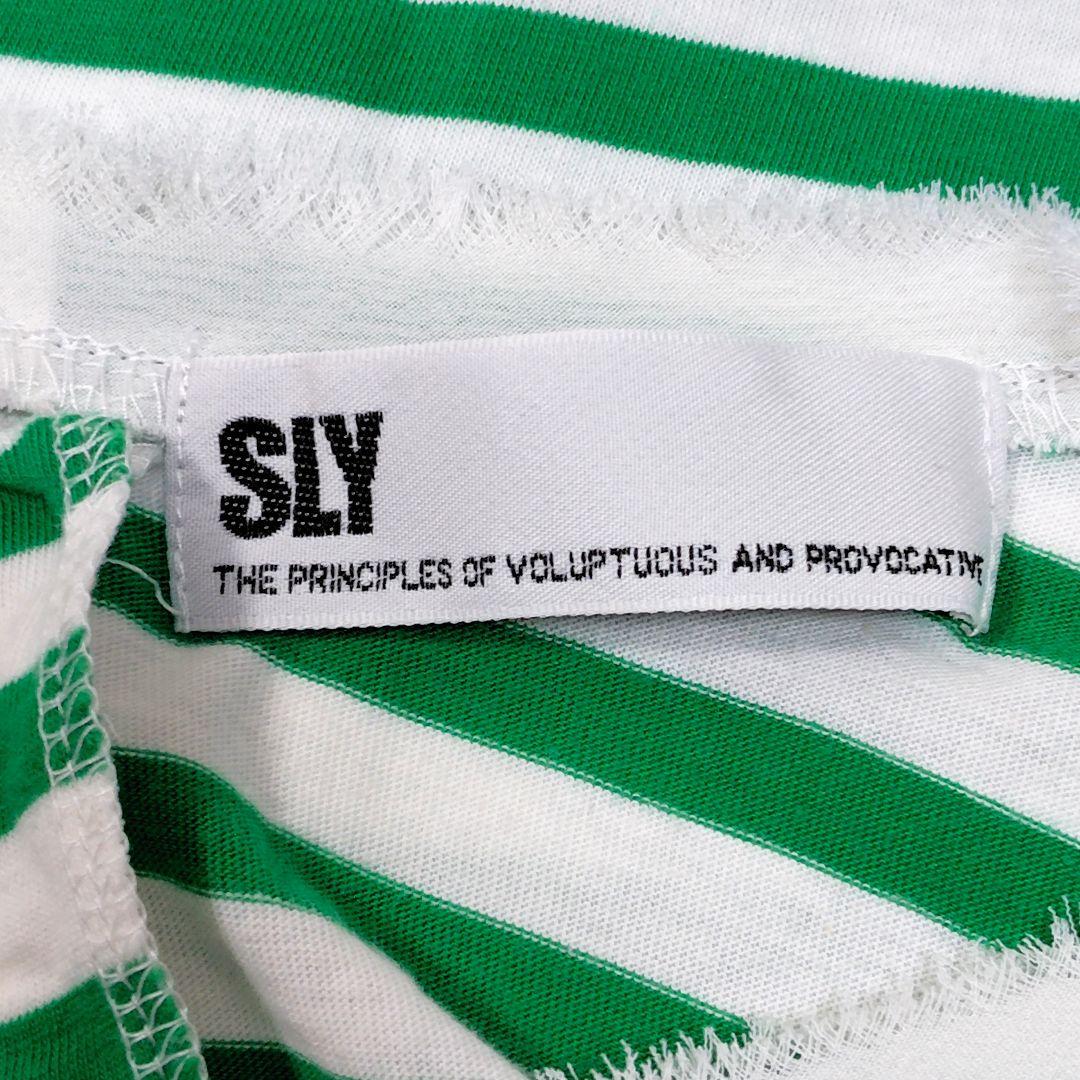 SLY
THE PRINCIPLES OF VOLUPTUOUS AND PROVOCATIVE